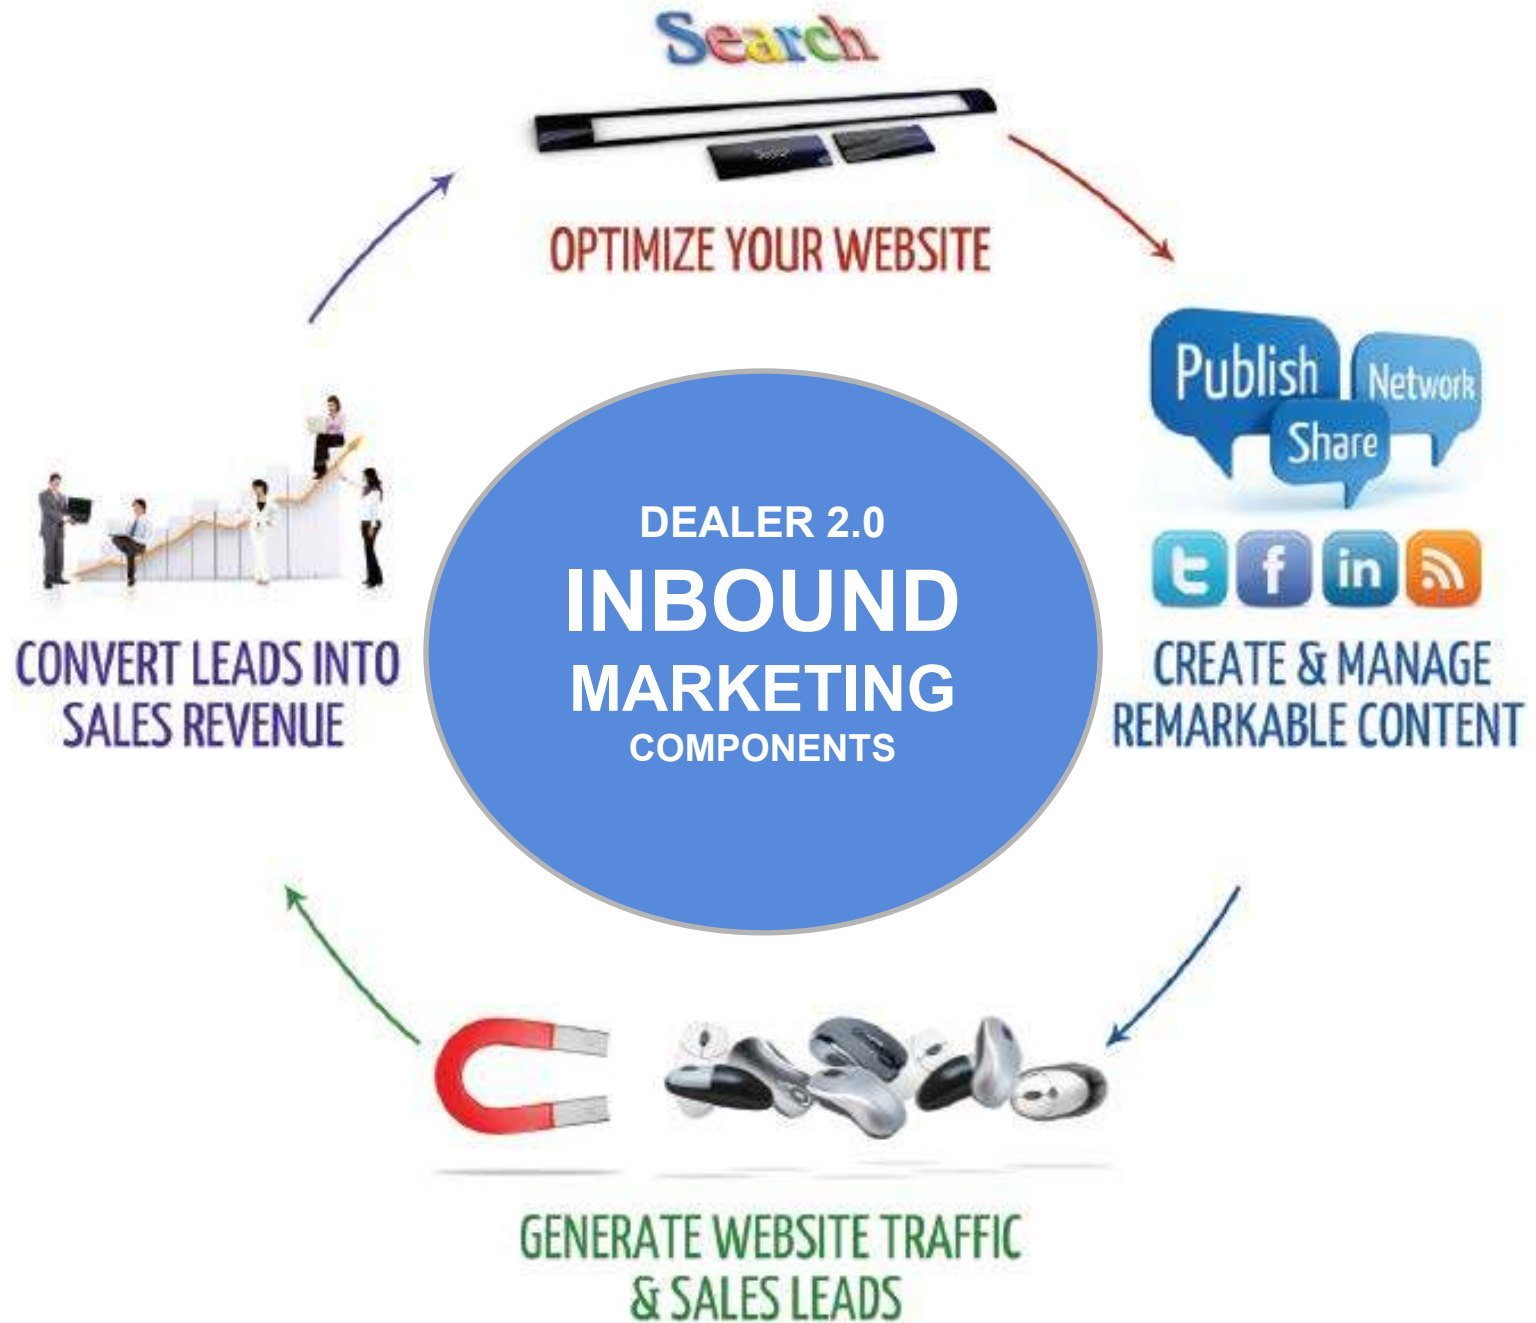 Search
OPTIMIZE YOUR WEBSITE
Publish
Network
Share
t f in
CREATE & MANAGE
REMARKABLE CONTENT
CONVERT LEADS INTO
SALES REVENUE
DEALER 2.0
INBOUND
MARKETING
COMPONENTS
GENERATE WEBSITE TRAFFIC
& SALES LEADS